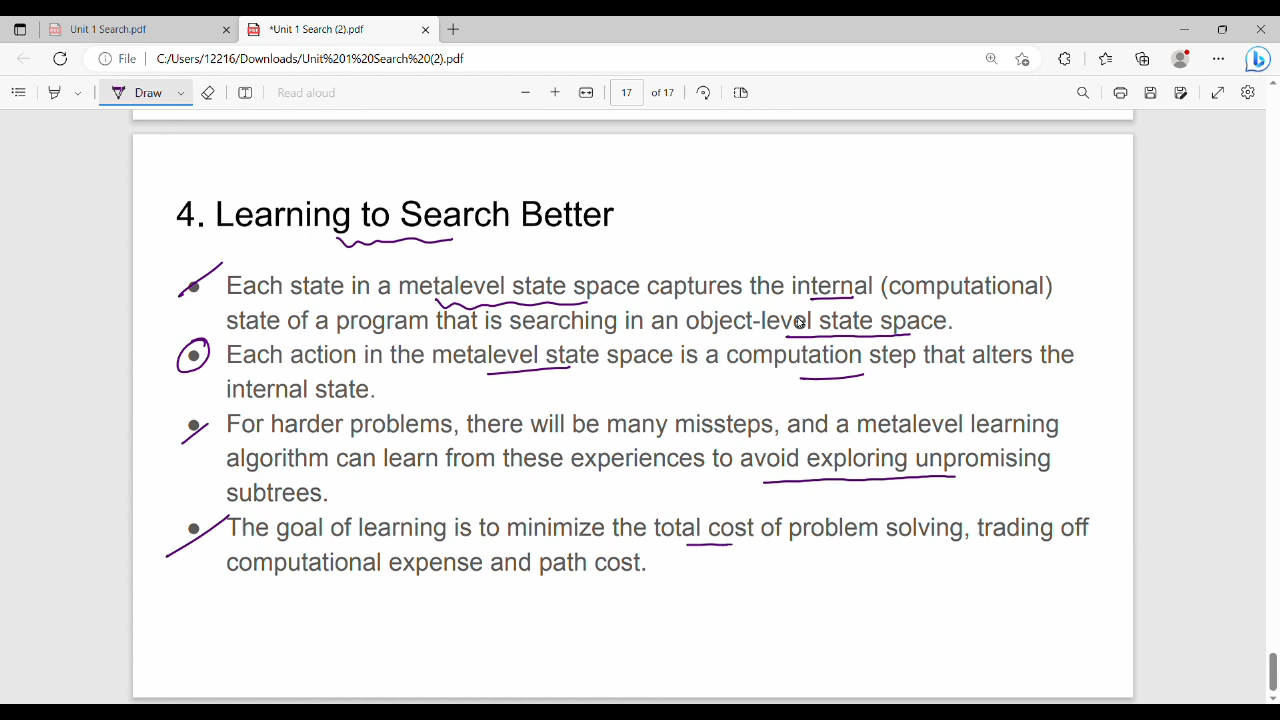 Unit 1 Search.pdf
*Unit 1 Search (2).pdf
File
C:/Users/12216/Downloads/Unit%201%20Search%20(2).pdf
Draw
Read aloud
17
of 17
4. Learning to Search Better
Each state in a metalevel state space captures the internal (computational)
state of a program that is searching in an object-level state space.
Each action in the metalevel state space is a computation step that alters the
internal state.
For harder problems, there will be many missteps, and a metalevel learning
algorithm can learn from these experiences to avoid exploring unpromising
subtrees.
The goal of learning is to minimize the total cost of problem solving, trading off
computational expense and path cost.